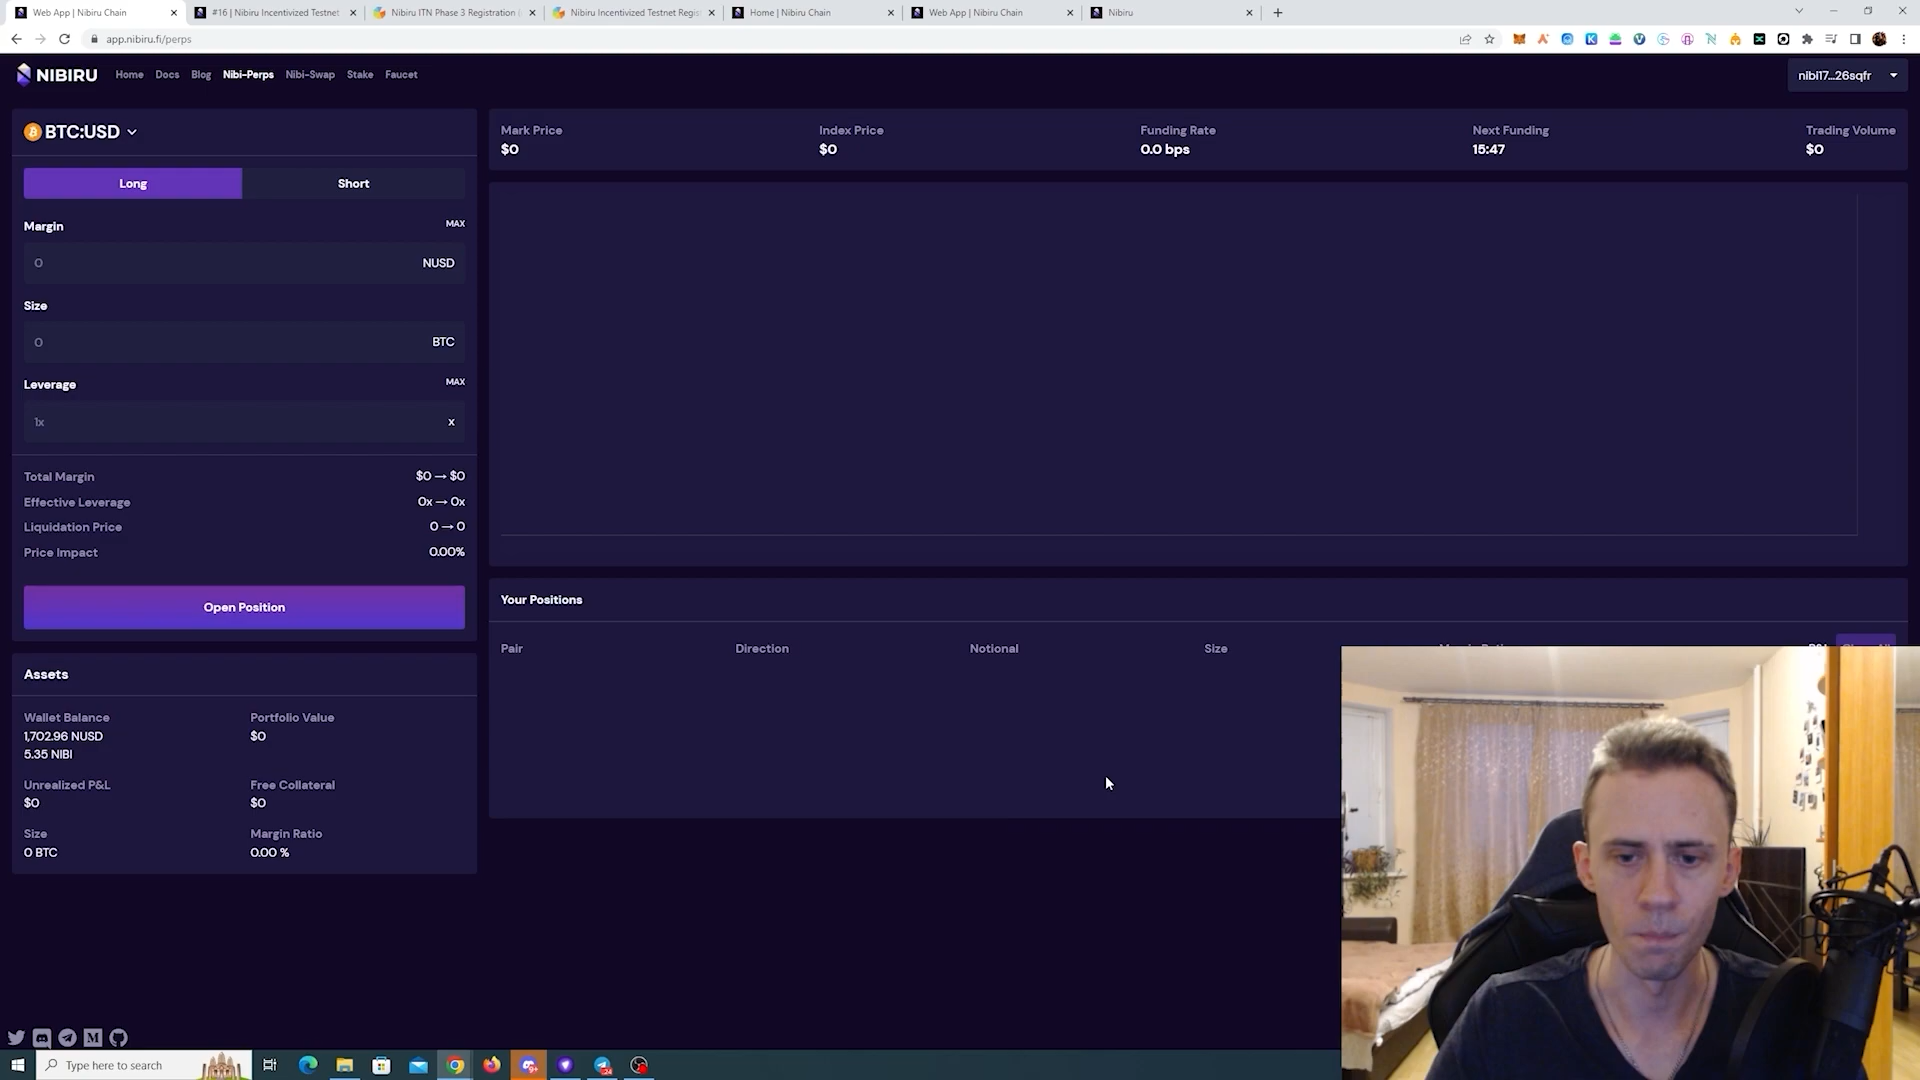 Web App | Nibiru Chain
#16 | Nibiru Incentivized Testnet
Nibiru ITN Phase 3 Registration
Nibiru Incentivized Testnet Regis
Home | Nibiru Chain
Web App | Nibiru Chain
Nibiru
app.nibiru.fi/perps
NIBIRU
Home
Docs
Blog
Nibi-Perps
Nibi-Swap
Stake
Faucet
nibi17...26sqfr
BTC:USD
Long
Short
Margin
MAX
0
NUSD
Size
0
BTC
Leverage
MAX
1x
x
Total Margin
$0 → $0
Effective Leverage
0x → 0x
Liquidation Price
0 → 0
Price Impact
0.00%
Open Position
Assets
Wallet Balance
1,702.96 NUSD
5.35 NIBI
Portfolio Value
$0
Unrealized P&L
$0
Free Collateral
$0
Size
0 BTC
Margin Ratio
0.00 %
Mark Price
$0
Index Price
$0
Funding Rate
0.0 bps
Next Funding
15:47
Trading Volume
$0
Your Positions
Pair
Direction
Notional
Size
Type here to search